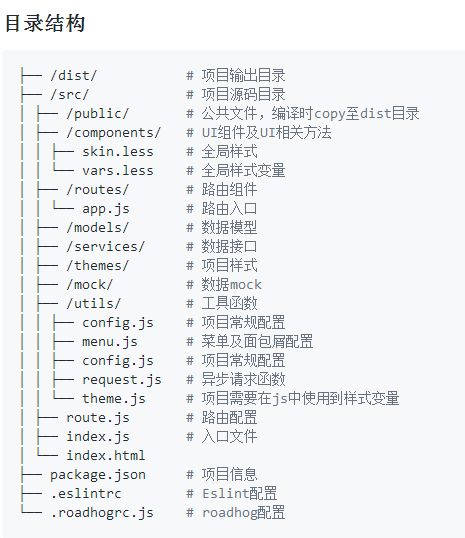 目录结构
├── /dist/           # 项目输出目录
├── /src/            # 项目源码目录
│ ├── /public/       # 公共文件，编译时copy至dist目录
│ ├── /components/   # UI组件及UI相关方法
│ │ ├── skin.less    # 全局样式
│ │ └── vars.less    # 全局样式变量
│ ├── /routes/       # 路由组件
│ │ └── app.js       # 路由入口
│ ├── /models/       # 数据模型
│ ├── /services/     # 数据接口
│ ├── /themes/       # 项目样式
│ ├── /mock/         # 数据mock
│ ├── /utils/        # 工具函数
│ │ ├── config.js    # 项目常规配置
│ │ ├── menu.js      # 菜单及面包屑配置
│ │ ├── config.js    # 项目常规配置
│ │ ├── request.js   # 异步请求函数
│ │ └── theme.js     # 项目需要在js中使用到样式变量
│ ├── route.js       # 路由配置
│ ├── index.js       # 入口文件
│ └── index.html
├── package.json     # 项目信息
├── .eslintrc        # Eslint配置
└── .roadhogrc.js    # roadhog配置